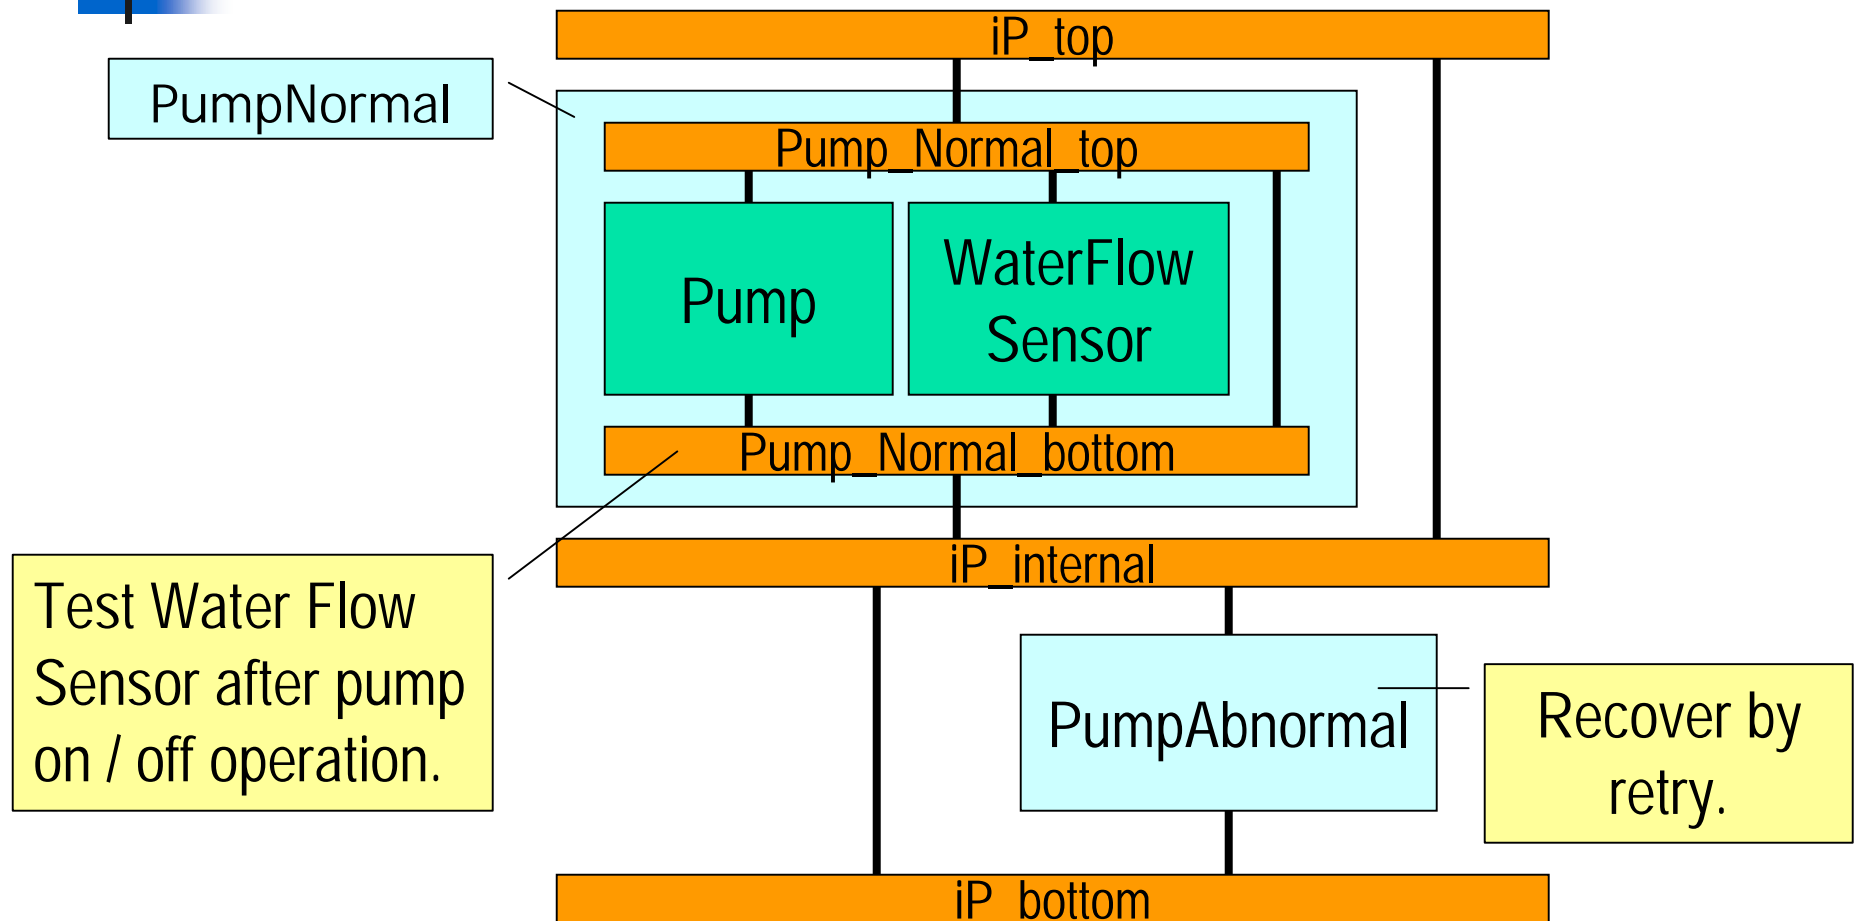 iP_top
PumpNormal
Pump_Normal_top
Pump
WaterFlow
Sensor
Pump_Normal_bottom
iP_internal
Test Water Flow
Sensor after pump
on / off operation.
PumpAbnormal
Recover by
retry.
iP_bottom